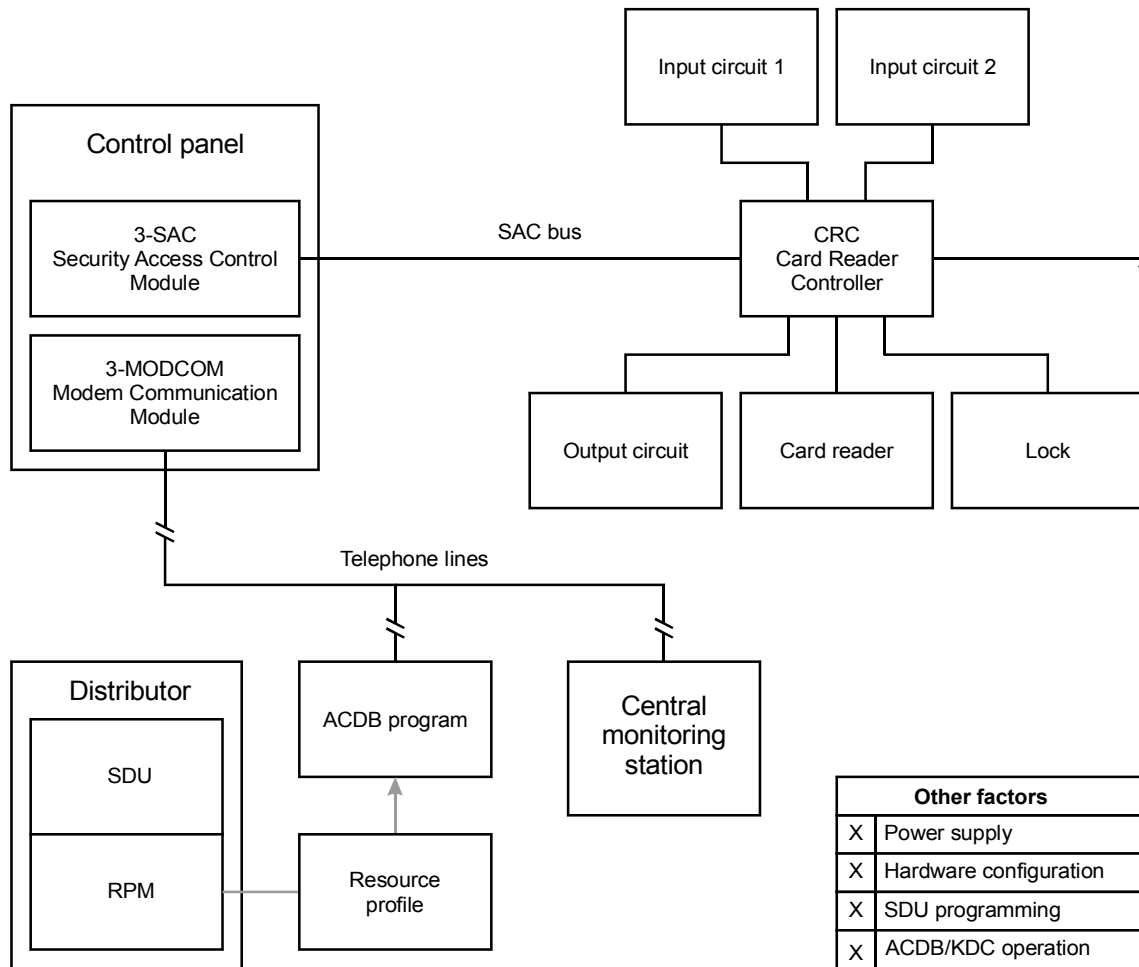 Input circuit 1
Input circuit 2
Control panel
3-SAC
Security Access Control
Module
SAC bus
CRC
Card Reader
Controller
3-MODCOM
Modem Communication
Module
Output circuit
Card reader
Lock
Telephone lines
Distributor
SDU
RPM
ACDB program
Resource
profile
Central
monitoring
station
Other factors
X Power supply
X Hardware configuration
X SDU programming
X ACDB/KDC operation